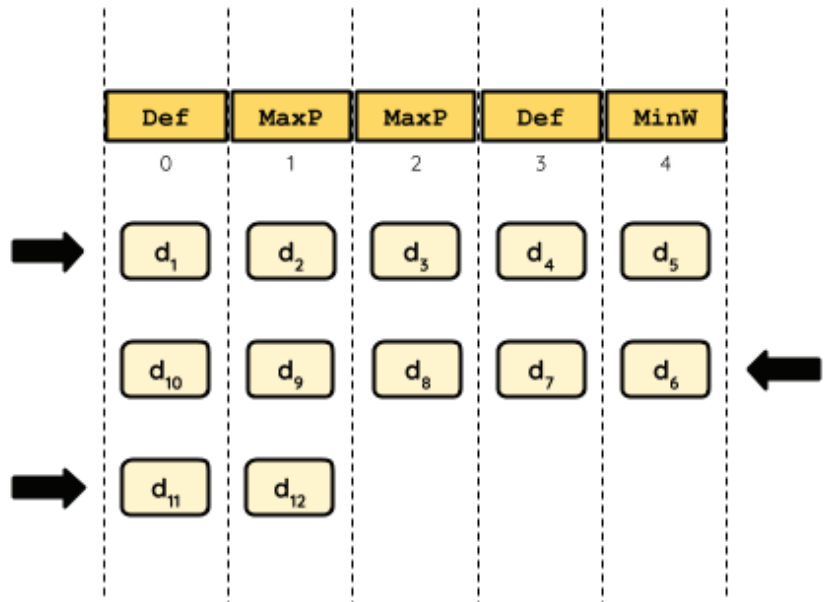 Def MaxP MaxP Def MinW
0 1 2 3 4
d₁ d₂ d₃ d₄ d₅
d₁₀ d₉ d₈ d₇ d₆
d₁₁ d₁₂